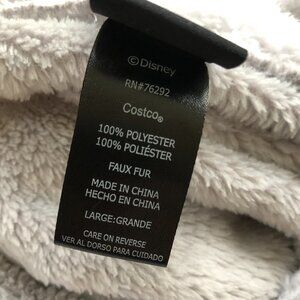 ©Disney
RN#76292
Costco®
100% POLYESTER
100% POLIÉSTER
FAUX FUR
MADE IN CHINA
HECHO EN CHINA
LARGE:GRANDE
CARE ON REVERSE
VER AL DORSO PARA CUIDADO